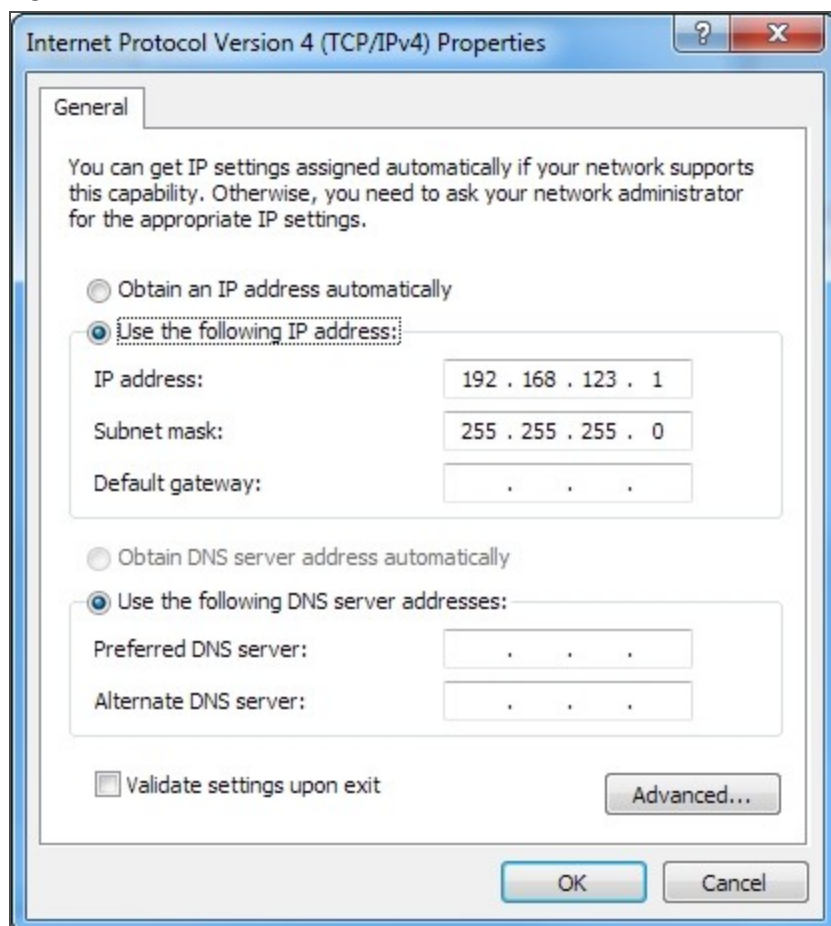 Internet Protocol Version 4 (TCP/IPv4) Properties
?
General
You can get IP settings assigned automatically if your network supports
this capability. Otherwise, you need to ask your network administrator
for the appropriate IP settings.
Obtain an IP address automatically
Use the following IP address:
IP address: 192 . 168 . 123 . 1
Subnet mask: 255 . 255 . 255 . 0
Default gateway: . . .
Obtain DNS server address automatically
Use the following DNS server addresses:
Preferred DNS server: . . .
Alternate DNS server: . . .
Validate settings upon exit
Advanced...
OK Cancel